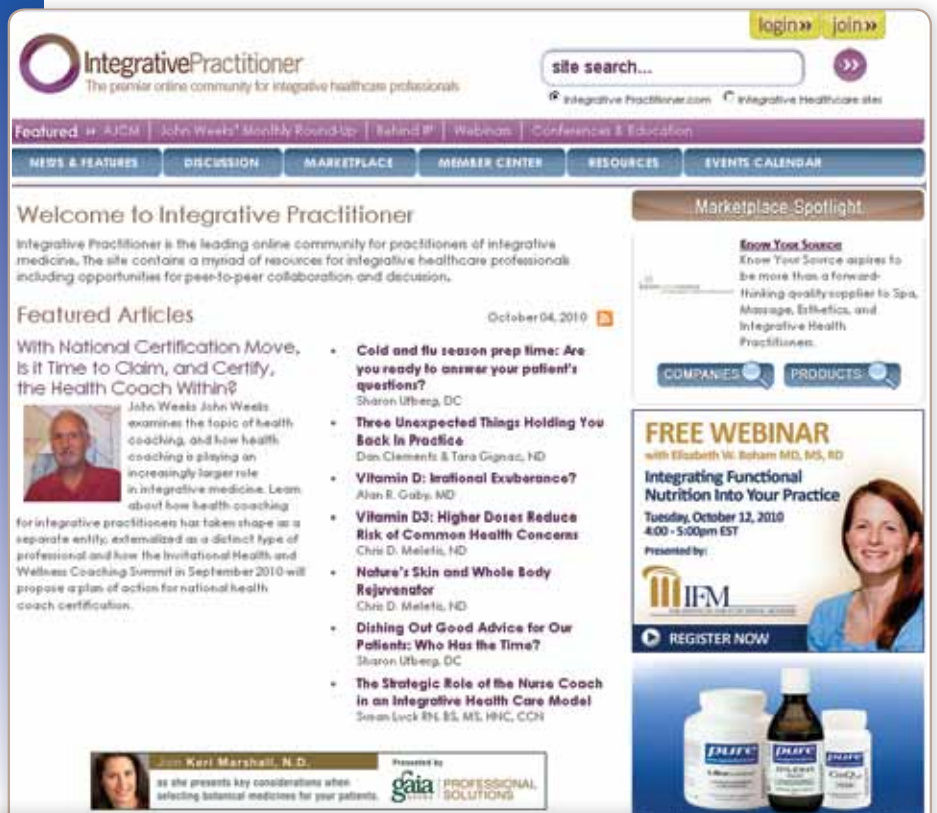 login »» join »»
IntegrativePractitioner
The premier online community for integrative healthcare professionals
site search...
Integrative Practitioner.com Integrative Healthcare sites
Featured » AJCM | John Weeks' Monthly Round-Up | Behind IP | Webinars | Conferences & Education
NEWS & FEATURES DISCUSSION MARKETPLACE MEMBER CENTER RESOURCES EVENTS CALENDAR
Welcome to Integrative Practitioner
Integrative Practitioner is the leading online community for practitioners of integrative
medicine. The site contains a myriad of resources for integrative healthcare professionals
including opportunities for peer-to-peer collaboration and discussion.
Featured Articles
October 04, 2010
With National Certification Move,
Is it Time to Claim, and Certify,
the Health Coach Within?
John Weeks John Weeks
examines the topic of health
coaching, and how health
coaching is playing an
increasingly larger role
in integrative medicine. Learn
about how health coaching
for integrative practitioners has taken shape as a
separate entity, externalized as a distinct type of
professional and how the Invitational Health and
Wellness Coaching Summit in September 2010 will
propose a plan of action for national health
coach certification.
• Cold and flu season prep time: Are
you ready to answer your patient's
questions?
Sharon Ufberg, DC
• Three Unexpected Things Holding You
Back In Practice
Dan Clements & Tara Gignac, ND
• Vitamin D: Irrational Exuberance?
Alan R. Gaby, MD
• Vitamin D3: Higher Doses Reduce
Risk of Common Health Concerns
Chris D. Meletis, ND
• Nature's Skin and Whole Body
Rejuvenator
Chris D. Meletis, ND
• Dishing Out Good Advice for Our
Patients: Who Has the Time?
Sharon Ufberg, DC
• The Strategic Role of the Nurse Coach
in an Integrative Health Care Model
Susan Luck RN, BS, MS, HNC, CCN
Marketplace Spotlight
Know Your Source
Know Your Source aspires to
be more than a forward-
thinking quality supplier to Spa,
Massage, Esthetics, and
Integrative Health
Practitioners.
COMPANIES PRODUCTS
FREE WEBINAR
with Elizabeth W. Boham MD, MS, RD
Integrating Functional
Nutrition Into Your Practice
Tuesday, October 12, 2010
4:00 - 5:00pm EST
Presented by:
IFM
REGISTER NOW
pure pure pure
CoQ10
Join Keri Marshall, N.D.
as she presents key considerations when
selecting botanical medicines for your patients.
Presented by
gaia PROFESSIONAL
SOLUTIONS